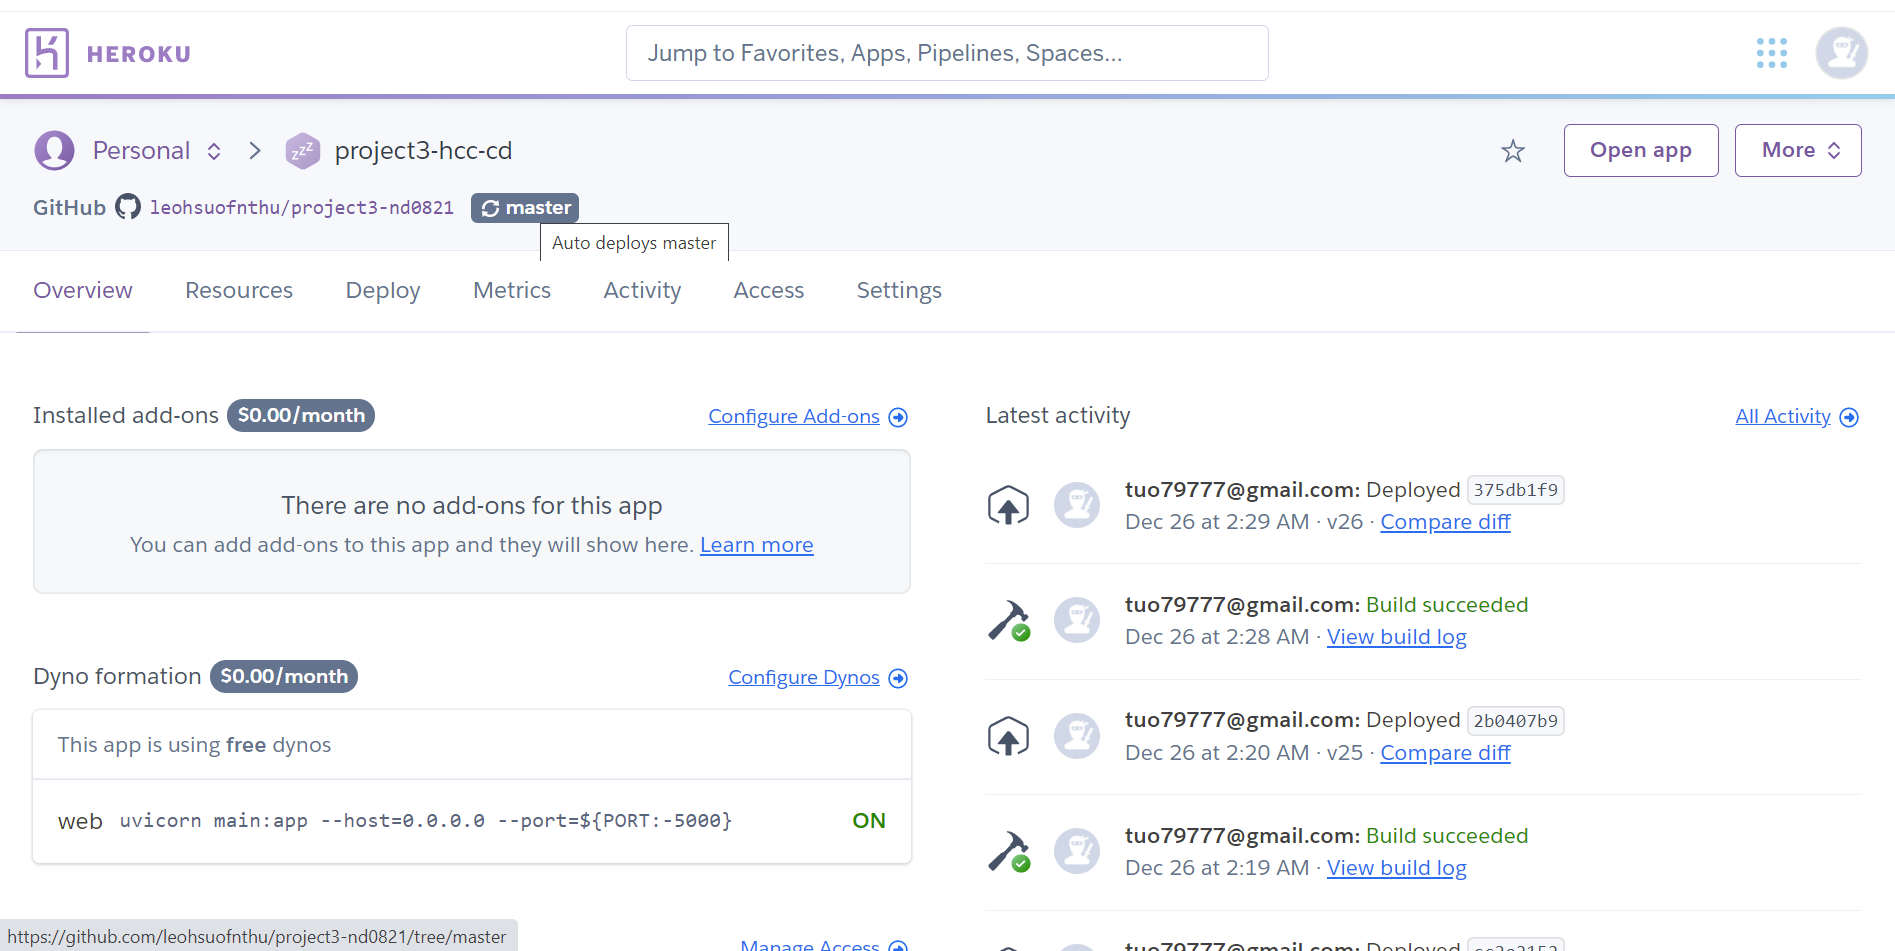 HEROKU
Jump to Favorites, Apps, Pipelines, Spaces...
Personal
zzZ
project3-hcc-cd
Open app
More
GitHub leohsuofnthu/project3-nd0821 master
Auto deploys master
Overview Resources Deploy Metrics Activity Access Settings
Installed add-ons $0.00/month Configure Add-ons
There are no add-ons for this app
You can add add-ons to this app and they will show here. Learn more
Dyno formation $0.00/month Configure Dynos
This app is using free dynos
web uvicorn main:app --host=0.0.0.0 --port=${PORT:-5000} ON
Manage Access
Latest activity All Activity
tuo79777@gmail.com: Deployed 375db1f9
Dec 26 at 2:29 AM · v26 · Compare diff
tuo79777@gmail.com: Build succeeded
Dec 26 at 2:28 AM · View build log
tuo79777@gmail.com: Deployed 2b0407b9
Dec 26 at 2:20 AM · v25 · Compare diff
tuo79777@gmail.com: Build succeeded
Dec 26 at 2:19 AM · View build log
tuo79777@gmail.com: Deployed
https://github.com/leohsuofnthu/project3-nd0821/tree/master